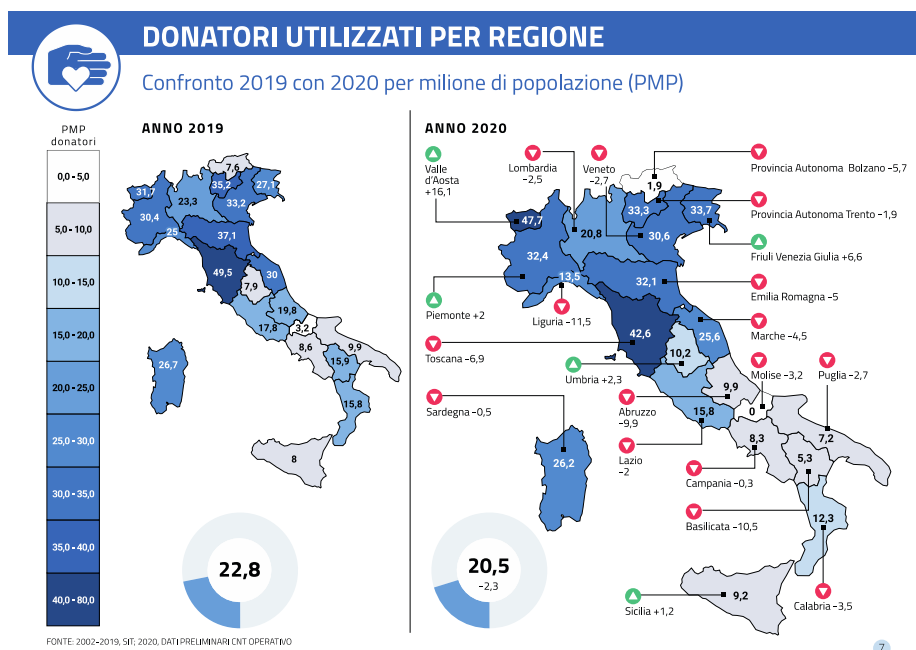 DONATORI UTILIZZATI PER REGIONE
Confronto 2019 con 2020 per milione di popolazione (PMP)
PMP
donatori
0,0-5,0
5,0-10,0
10,0-15,0
15,0-20,0
20,0-25,0
25,0-30,0
30,0-35,0
35,0-40,0
40,0-80,0
ANNO 2019
7,6
31,7
35,2
27,1
23,3
33,2
30,4
25
37,1
49,5
30
7,9
19,8
17,8
3,2
8,6
9,9
15,9
26,7
15,8
8
22,8
ANNO 2020
Valle
d'Aosta
+16,1
Lombardia
-2,5
Veneto
-2,7
Provincia Autonoma Bolzano -5,7
1,9
Provincia Autonoma Trento -1,9
47,7
33,3
33,7
20,8
30,6
Friuli Venezia Giulia +6,6
32,4
13,5
32,1
Emilia Romagna -5
Piemonte +2
Liguria -11,5
42,6
25,6
Marche -4,5
Toscana -6,9
10,2
Umbria +2,3
Molise -3,2
Puglia -2,7
9,9
Sardegna -0,5
Abruzzo
-9,9
15,8
0
Lazio
-2
8,3
7,2
26,2
5,3
Campania -0,3
Basilicata -10,5
12,3
20,5
-2,3
9,2
Sicilia +1,2
Calabria -3,5
FONTE: 2002-2019, SIT; 2020, DATI PRELIMINARI CNT OPERATIVO
7